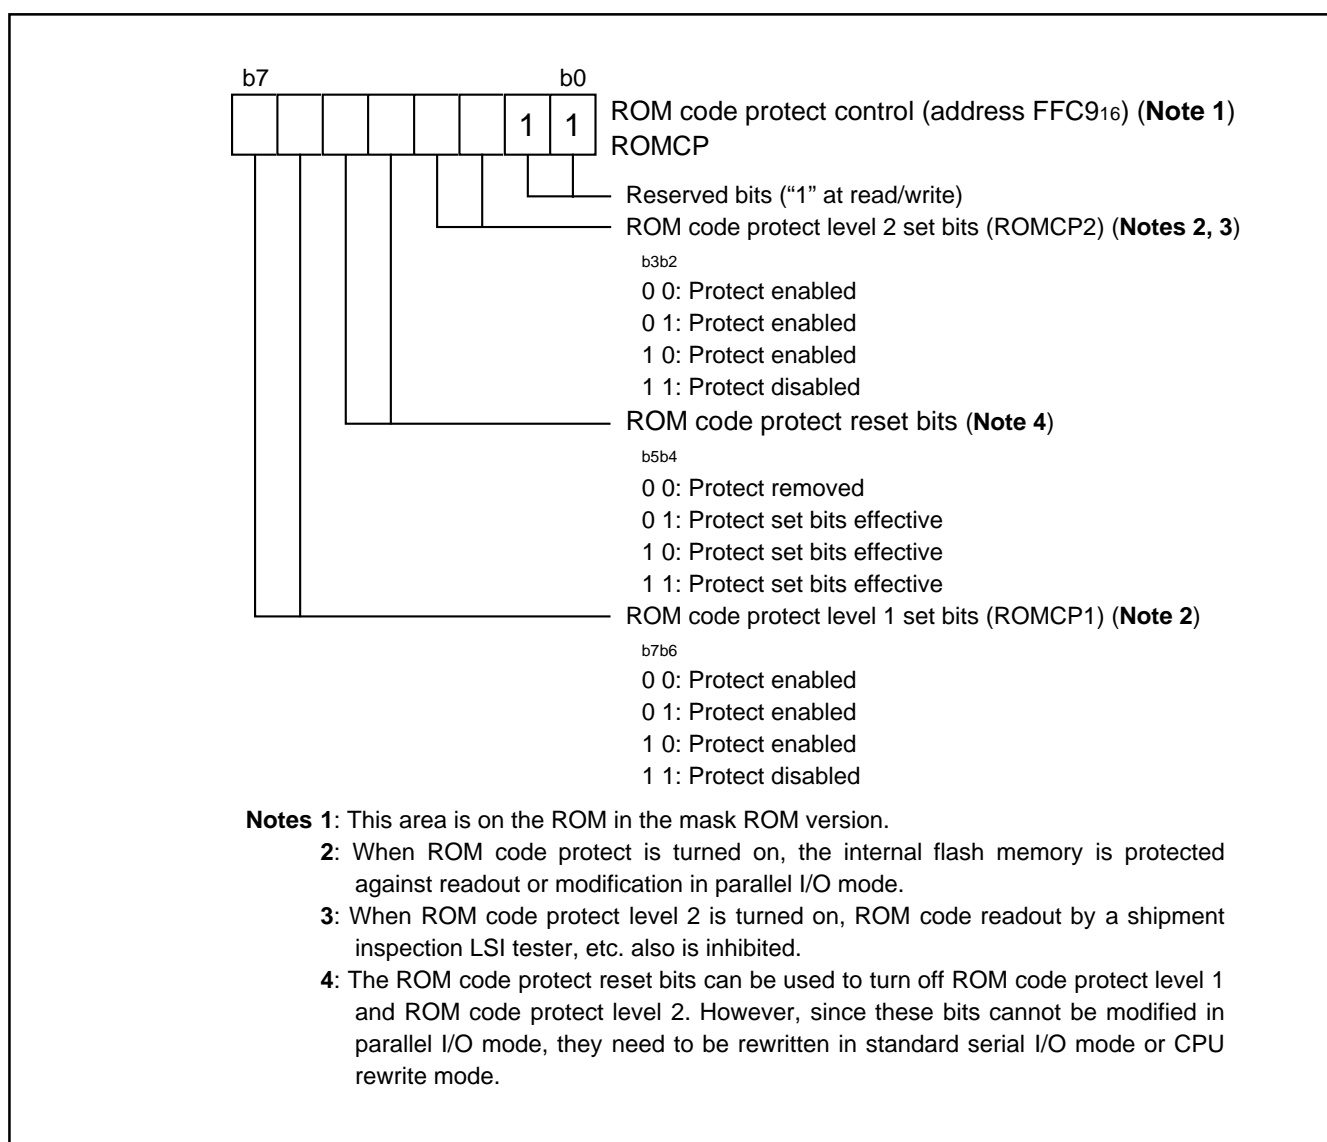 b7 b0
1 1 ROM code protect control (address FFC916) (Note 1)
ROMCP
Reserved bits (“1” at read/write)
ROM code protect level 2 set bits (ROMCP2) (Notes 2, 3)
b3b2
0 0: Protect enabled
0 1: Protect enabled
1 0: Protect enabled
1 1: Protect disabled
ROM code protect reset bits (Note 4)
b5b4
0 0: Protect removed
0 1: Protect set bits effective
1 0: Protect set bits effective
1 1: Protect set bits effective
ROM code protect level 1 set bits (ROMCP1) (Note 2)
b7b6
0 0: Protect enabled
0 1: Protect enabled
1 0: Protect enabled
1 1: Protect disabled
Notes 1: This area is on the ROM in the mask ROM version.
2: When ROM code protect is turned on, the internal flash memory is protected
against readout or modification in parallel I/O mode.
3: When ROM code protect level 2 is turned on, ROM code readout by a shipment
inspection LSI tester, etc. also is inhibited.
4: The ROM code protect reset bits can be used to turn off ROM code protect level 1
and ROM code protect level 2. However, since these bits cannot be modified in
parallel I/O mode, they need to be rewritten in standard serial I/O mode or CPU
rewrite mode.